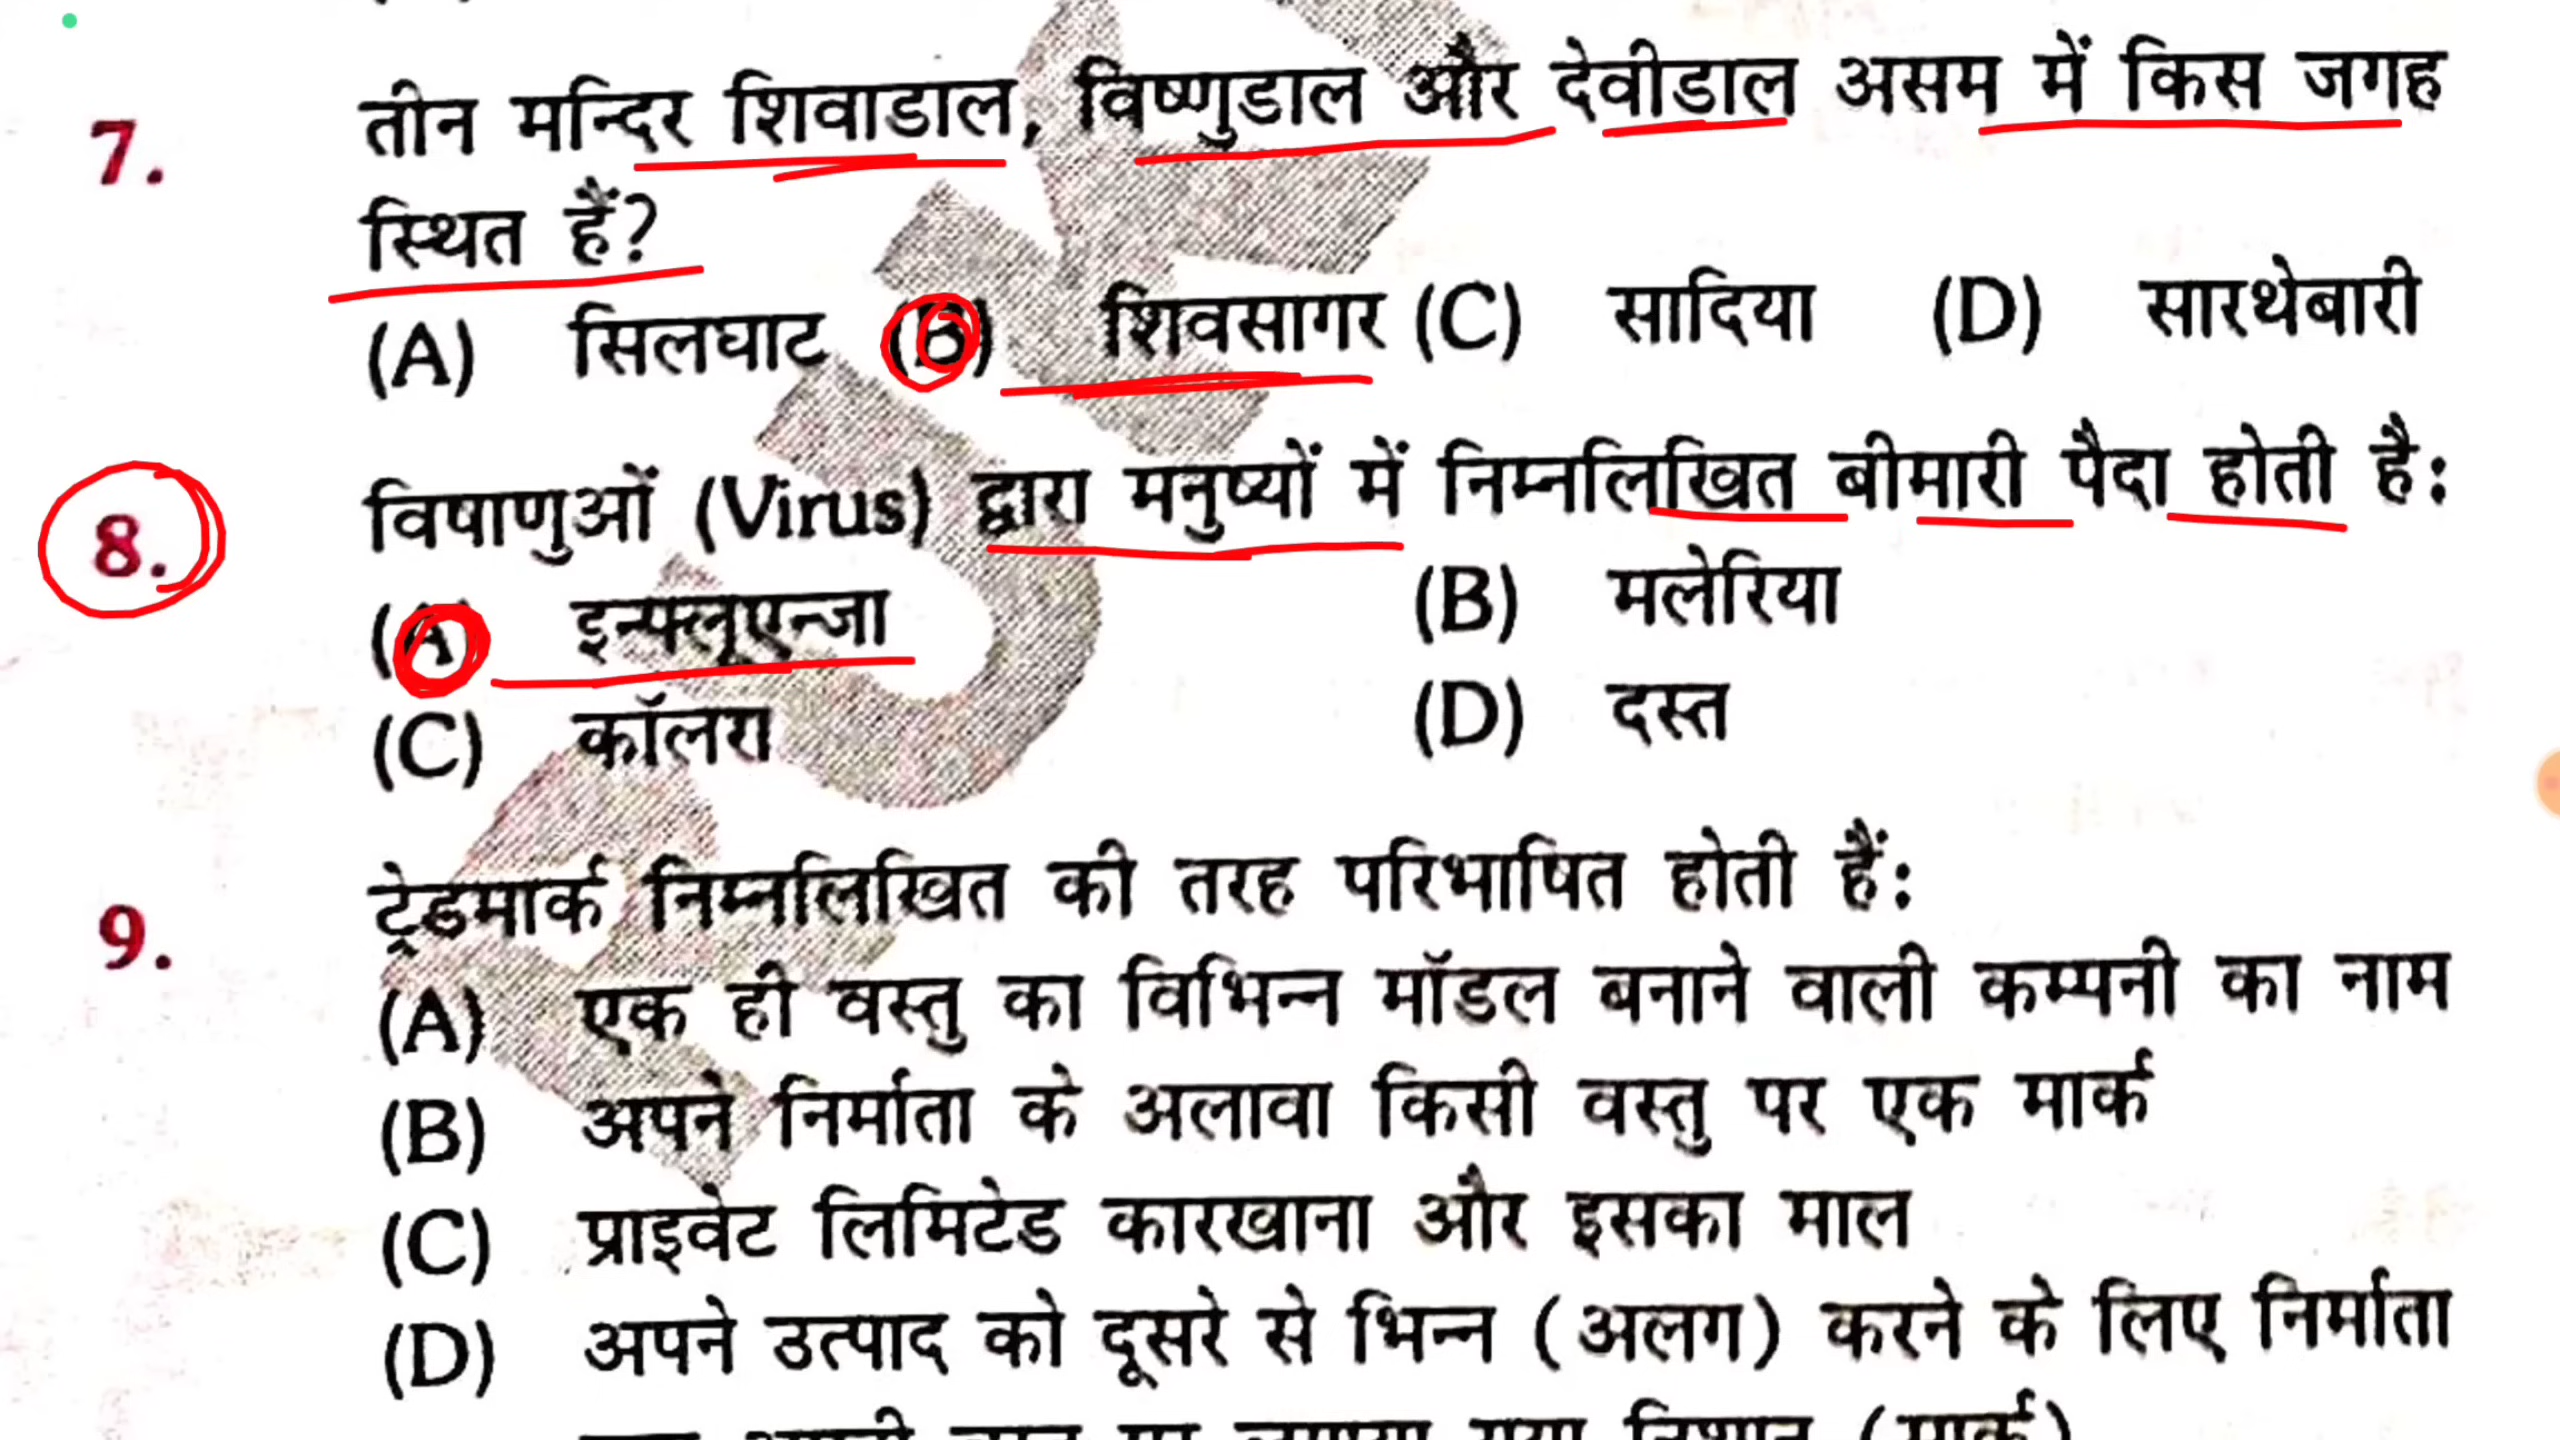 7. तीन मन्दिर शिवाडाल, विष्णुडाल और देवीडाल असम में किस जगह
स्थित हैं?
(A) सिलघाट (B) शिवसागर (C) सादिया (D) सारथेबारी
8. विषाणुओं (Virus) द्वारा मनुष्यों में निम्नलिखित बीमारी पैदा होती है:
(A) इन्फ्लूएन्जा (B) मलेरिया
(C) कॉलरा (D) दस्त
9. ट्रेडमार्क निम्नलिखित की तरह परिभाषित होती हैं:
(A) एक ही वस्तु का विभिन्न मॉडल बनाने वाली कम्पनी का नाम
(B) अपने निर्माता के अलावा किसी वस्तु पर एक मार्क
(C) प्राइवेट लिमिटेड कारखाना और इसका माल
(D) अपने उत्पाद को दूसरे से भिन्न (अलग) करने के लिए निर्माता
(मार्क)